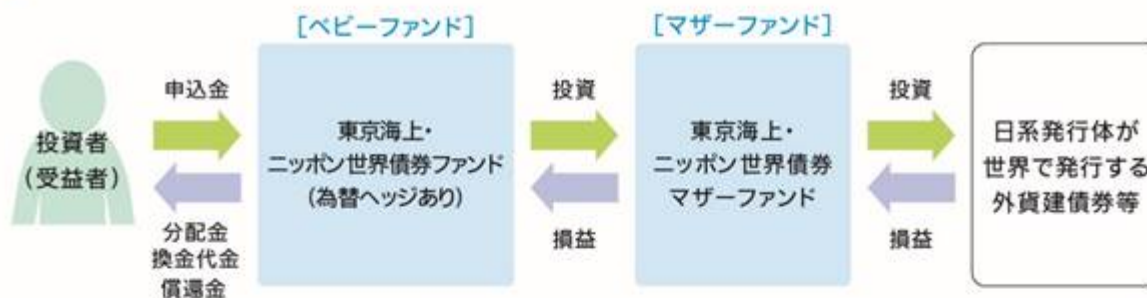 [ベビーファンド]
[マザーファンド]
投資者
(受益者)
申込金
分配金
換金代金
償還金
東京海上・
ニッポン世界債券ファンド
(為替ヘッジあり)
投資
損益
東京海上・
ニッポン世界債券
マザーファンド
投資
損益
日系発行体が
世界で発行する
外貨建債券等